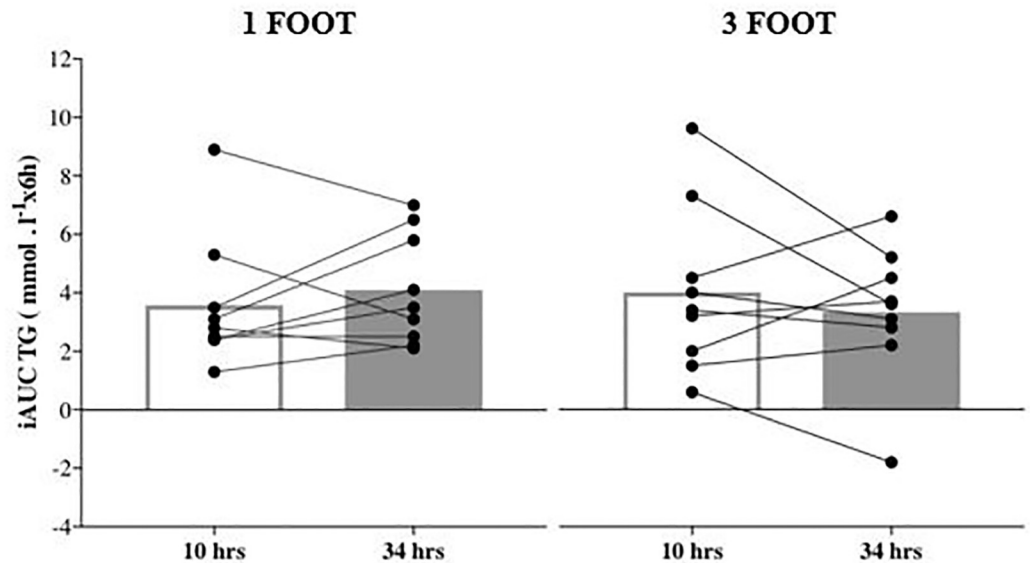 1 FOOT
3 FOOT
iAUC TG ( mmol . l⁻¹x6h)
12
10
8
6
4
2
0
-2
-4
10 hrs
34 hrs
10 hrs
34 hrs